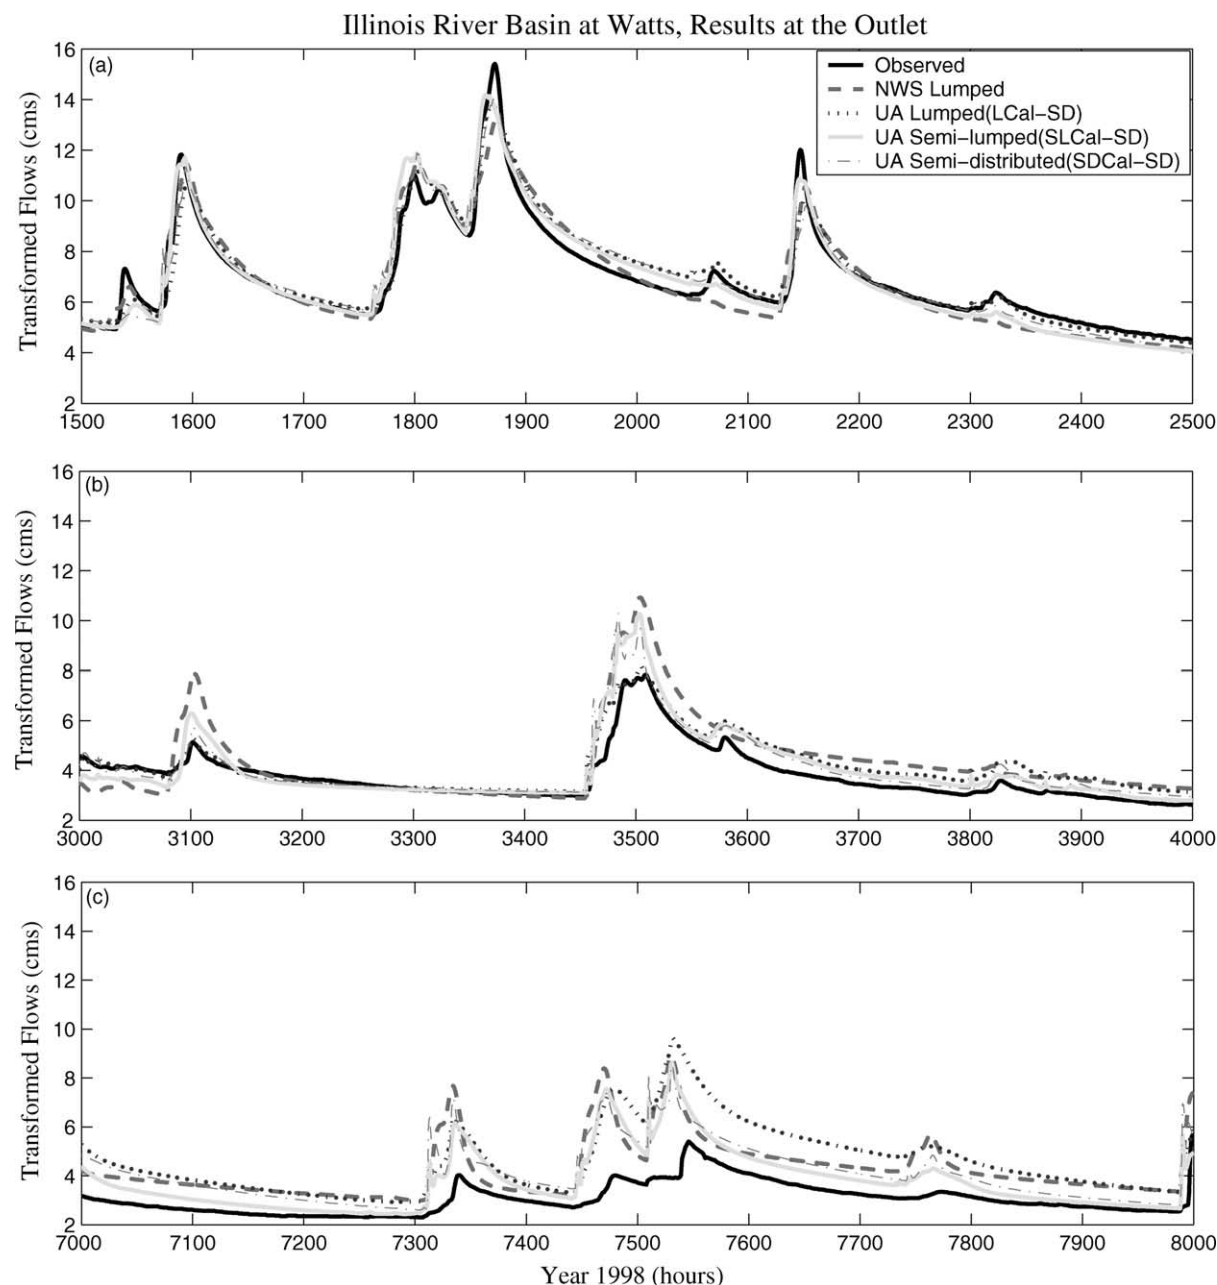 Illinois River Basin at Watts, Results at the Outlet
(a)
Observed
NWS Lumped
UA Lumped(LCal-SD)
UA Semi-lumped(SLCal-SD)
UA Semi-distributed(SDCal-SD)
Transformed Flows (cms)
16
14
12
10
8
6
4
2
1500 1600 1700 1800 1900 2000 2100 2200 2300 2400 2500
(b)
Transformed Flows (cms)
16
14
12
10
8
6
4
2
3000 3100 3200 3300 3400 3500 3600 3700 3800 3900 4000
(c)
Transformed Flows (cms)
16
14
12
10
8
6
4
2
7000 7100 7200 7300 7400 7500 7600 7700 7800 7900 8000
Year 1998 (hours)